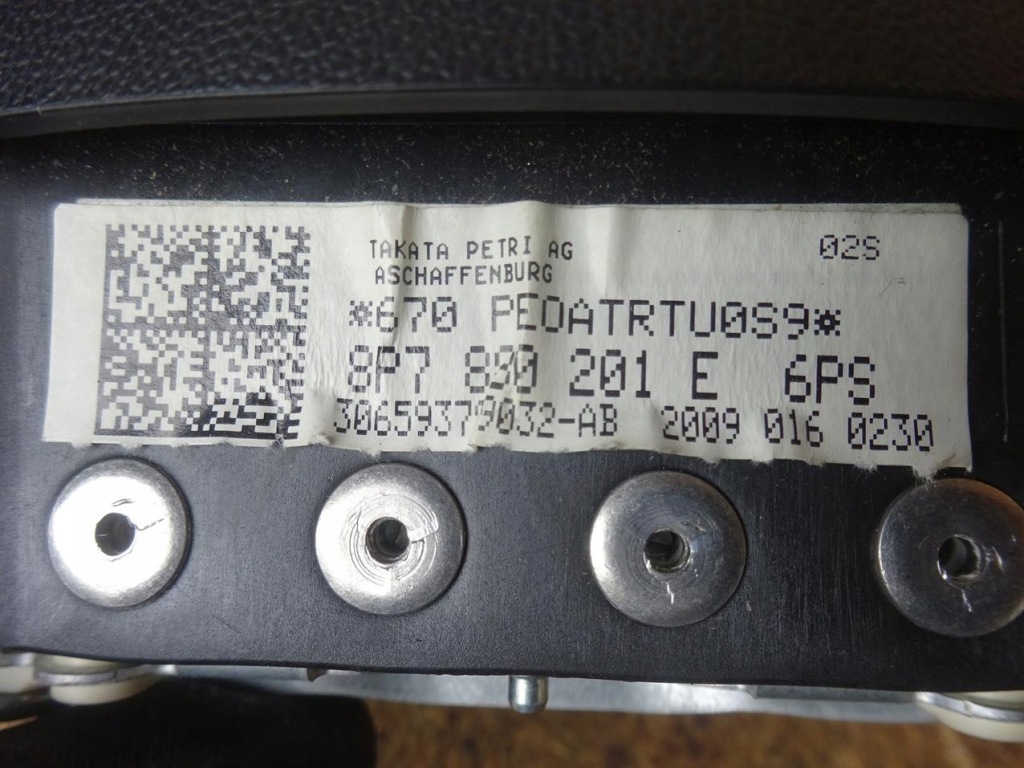 TAKATA PETRI AG 02S
ASCHAFFENBURG
*670 PEDATRTU0S9*
8P7 880 201 E 6PS
30659379032-AB 2009 016 0230